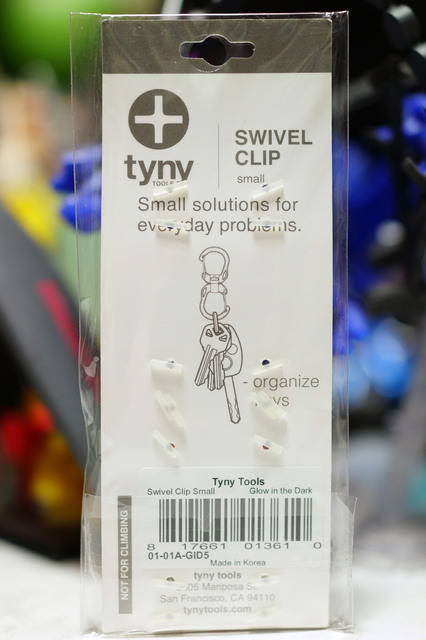 tyny
TOOLS
SWIVEL
CLIP
small
Small solutions for
everyday problems.
- organize
Tyny Tools
Swivel Clip Small Glow in the Dark
8 17661 01361 0
01-01A-GID5
Made in Korea
NOT FOR CLIMBING
tyny tools
Mariposa
San Francisco, CA 94110
tynytools.com